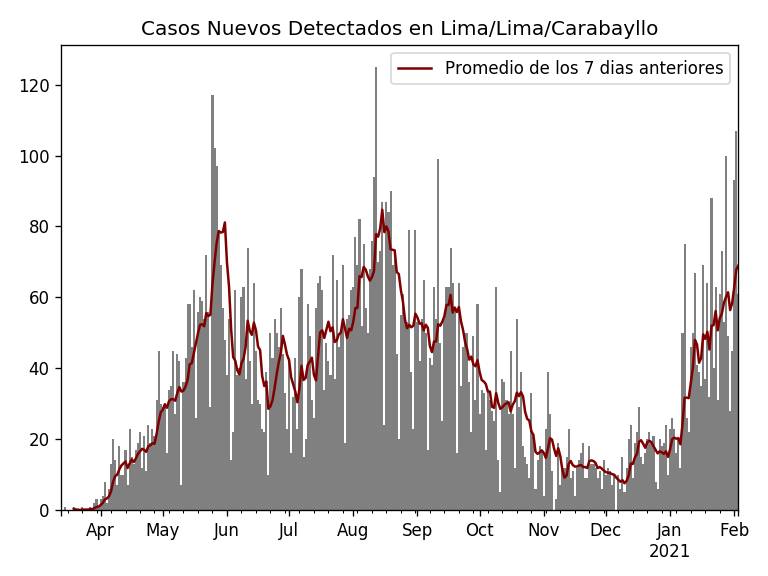 Casos Nuevos Detectados en Lima/Lima/Carabayllo
Promedio de los 7 dias anteriores
120
100
80
60
40
20
0
Apr May Jun Jul Aug Sep Oct Nov Dec Jan Feb
2021